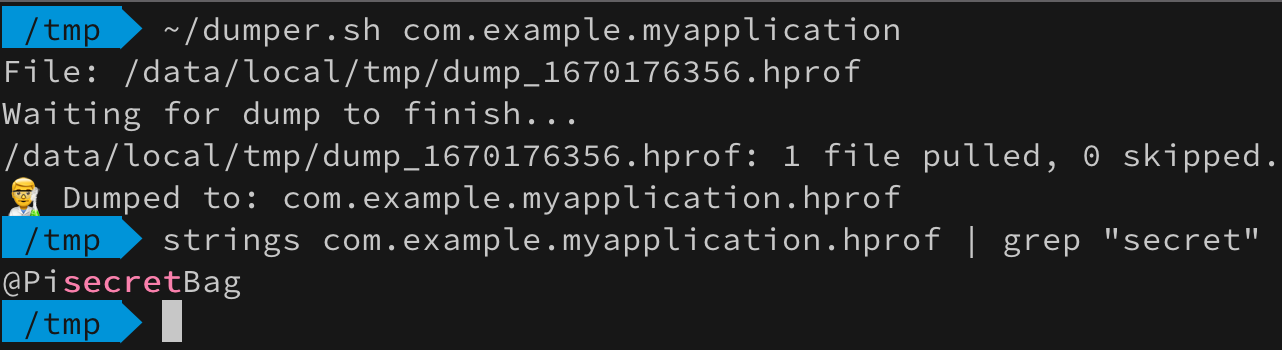 /tmp ~/dumper.sh com.example.myapplication
File: /data/local/tmp/dump_1670176356.hprof
Waiting for dump to finish...
/data/local/tmp/dump_1670176356.hprof: 1 file pulled, 0 skipped.
👨‍🔬 Dumped to: com.example.myapplication.hprof
/tmp strings com.example.myapplication.hprof | grep "secret"
@PisecretBag
/tmp